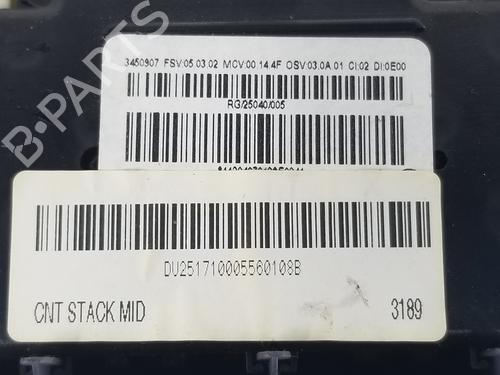 3450907 FSV:05.03.02 MCV:00.14.4F OSV:03.0A.01 CI:02 DI:0E00
RG/25040/005
DU251710005560108B
CNT STACK MID 3189